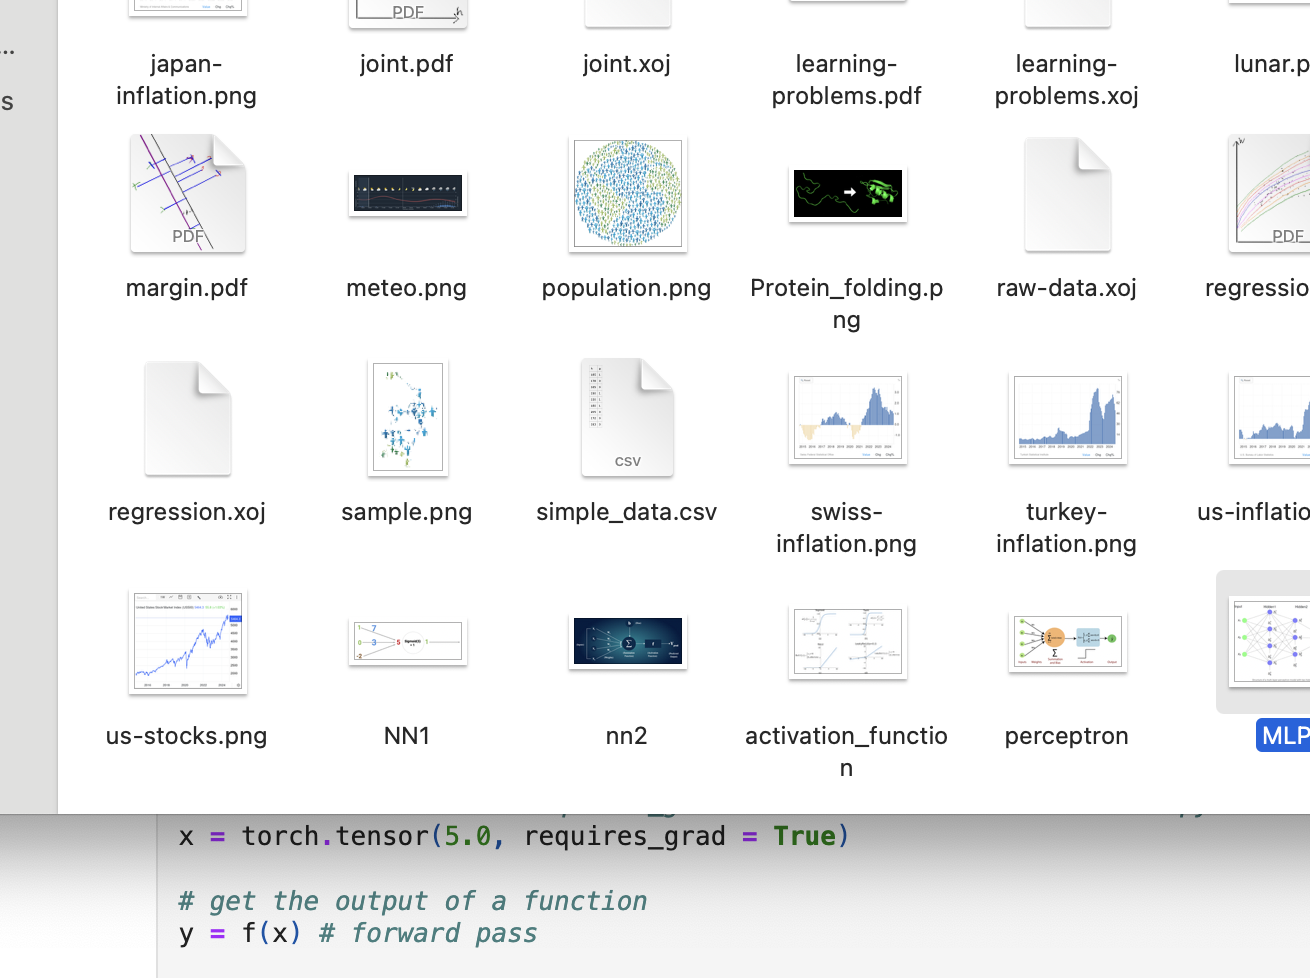 ...
s
PDF
japan-
inflation.png
joint.pdf
joint.xoj
learning-
problems.pdf
learning-
problems.xoj
lunar.p
PDF
PDF
margin.pdf
meteo.png
population.png
Protein_folding.p
ng
raw-data.xoj
regressio
CSV
regression.xoj
sample.png
simple_data.csv
swiss-
inflation.png
turkey-
inflation.png
us-inflatio
us-stocks.png
NN1
nn2
activation_functio
n
perceptron
MLP
x = torch.tensor(5.0, requires_grad = True)
# get the output of a function
y = f(x) # forward pass